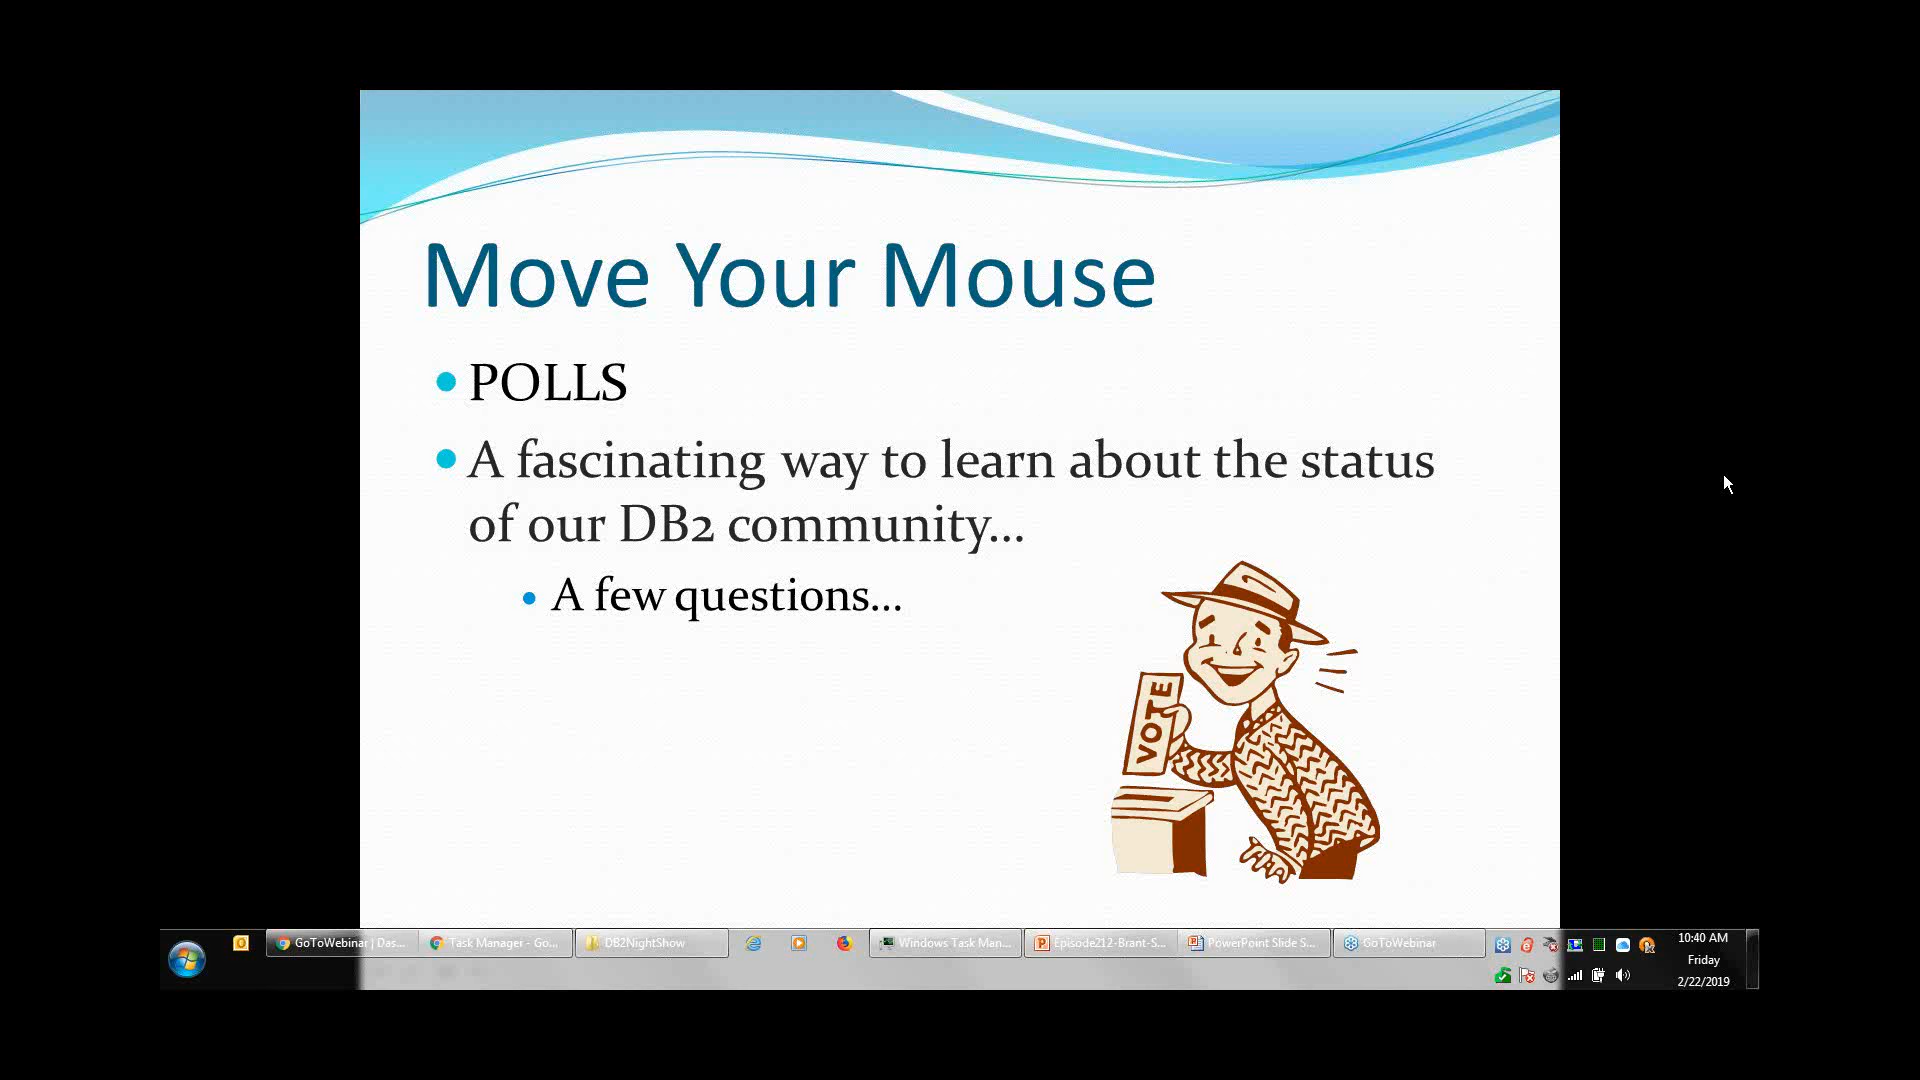 Move Your Mouse
POLLS
A fascinating way to learn about the status
of our DB2 community...
A few questions...
VOTE
GoToWebinar | Das...
Task Manager - Go...
DB2NightShow
Windows Task Man...
Episode212-Brant-S...
PowerPoint Slide S...
GoToWebinar
10:40 AM
Friday
2/22/2019